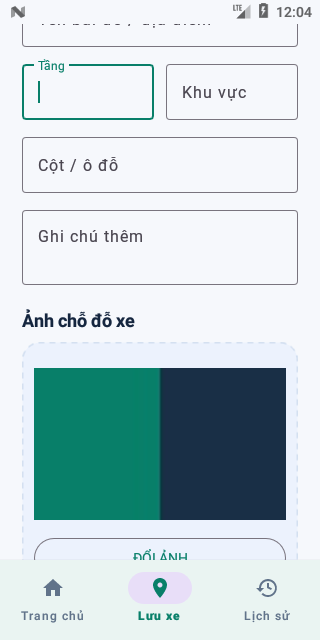 LTE 12:04
Tầng
Khu vực
Cột / ô đỗ
Ghi chú thêm
Ảnh chỗ đỗ xe
ĐỔI ẢNH
Trang chủ
Lưu xe
Lịch sử